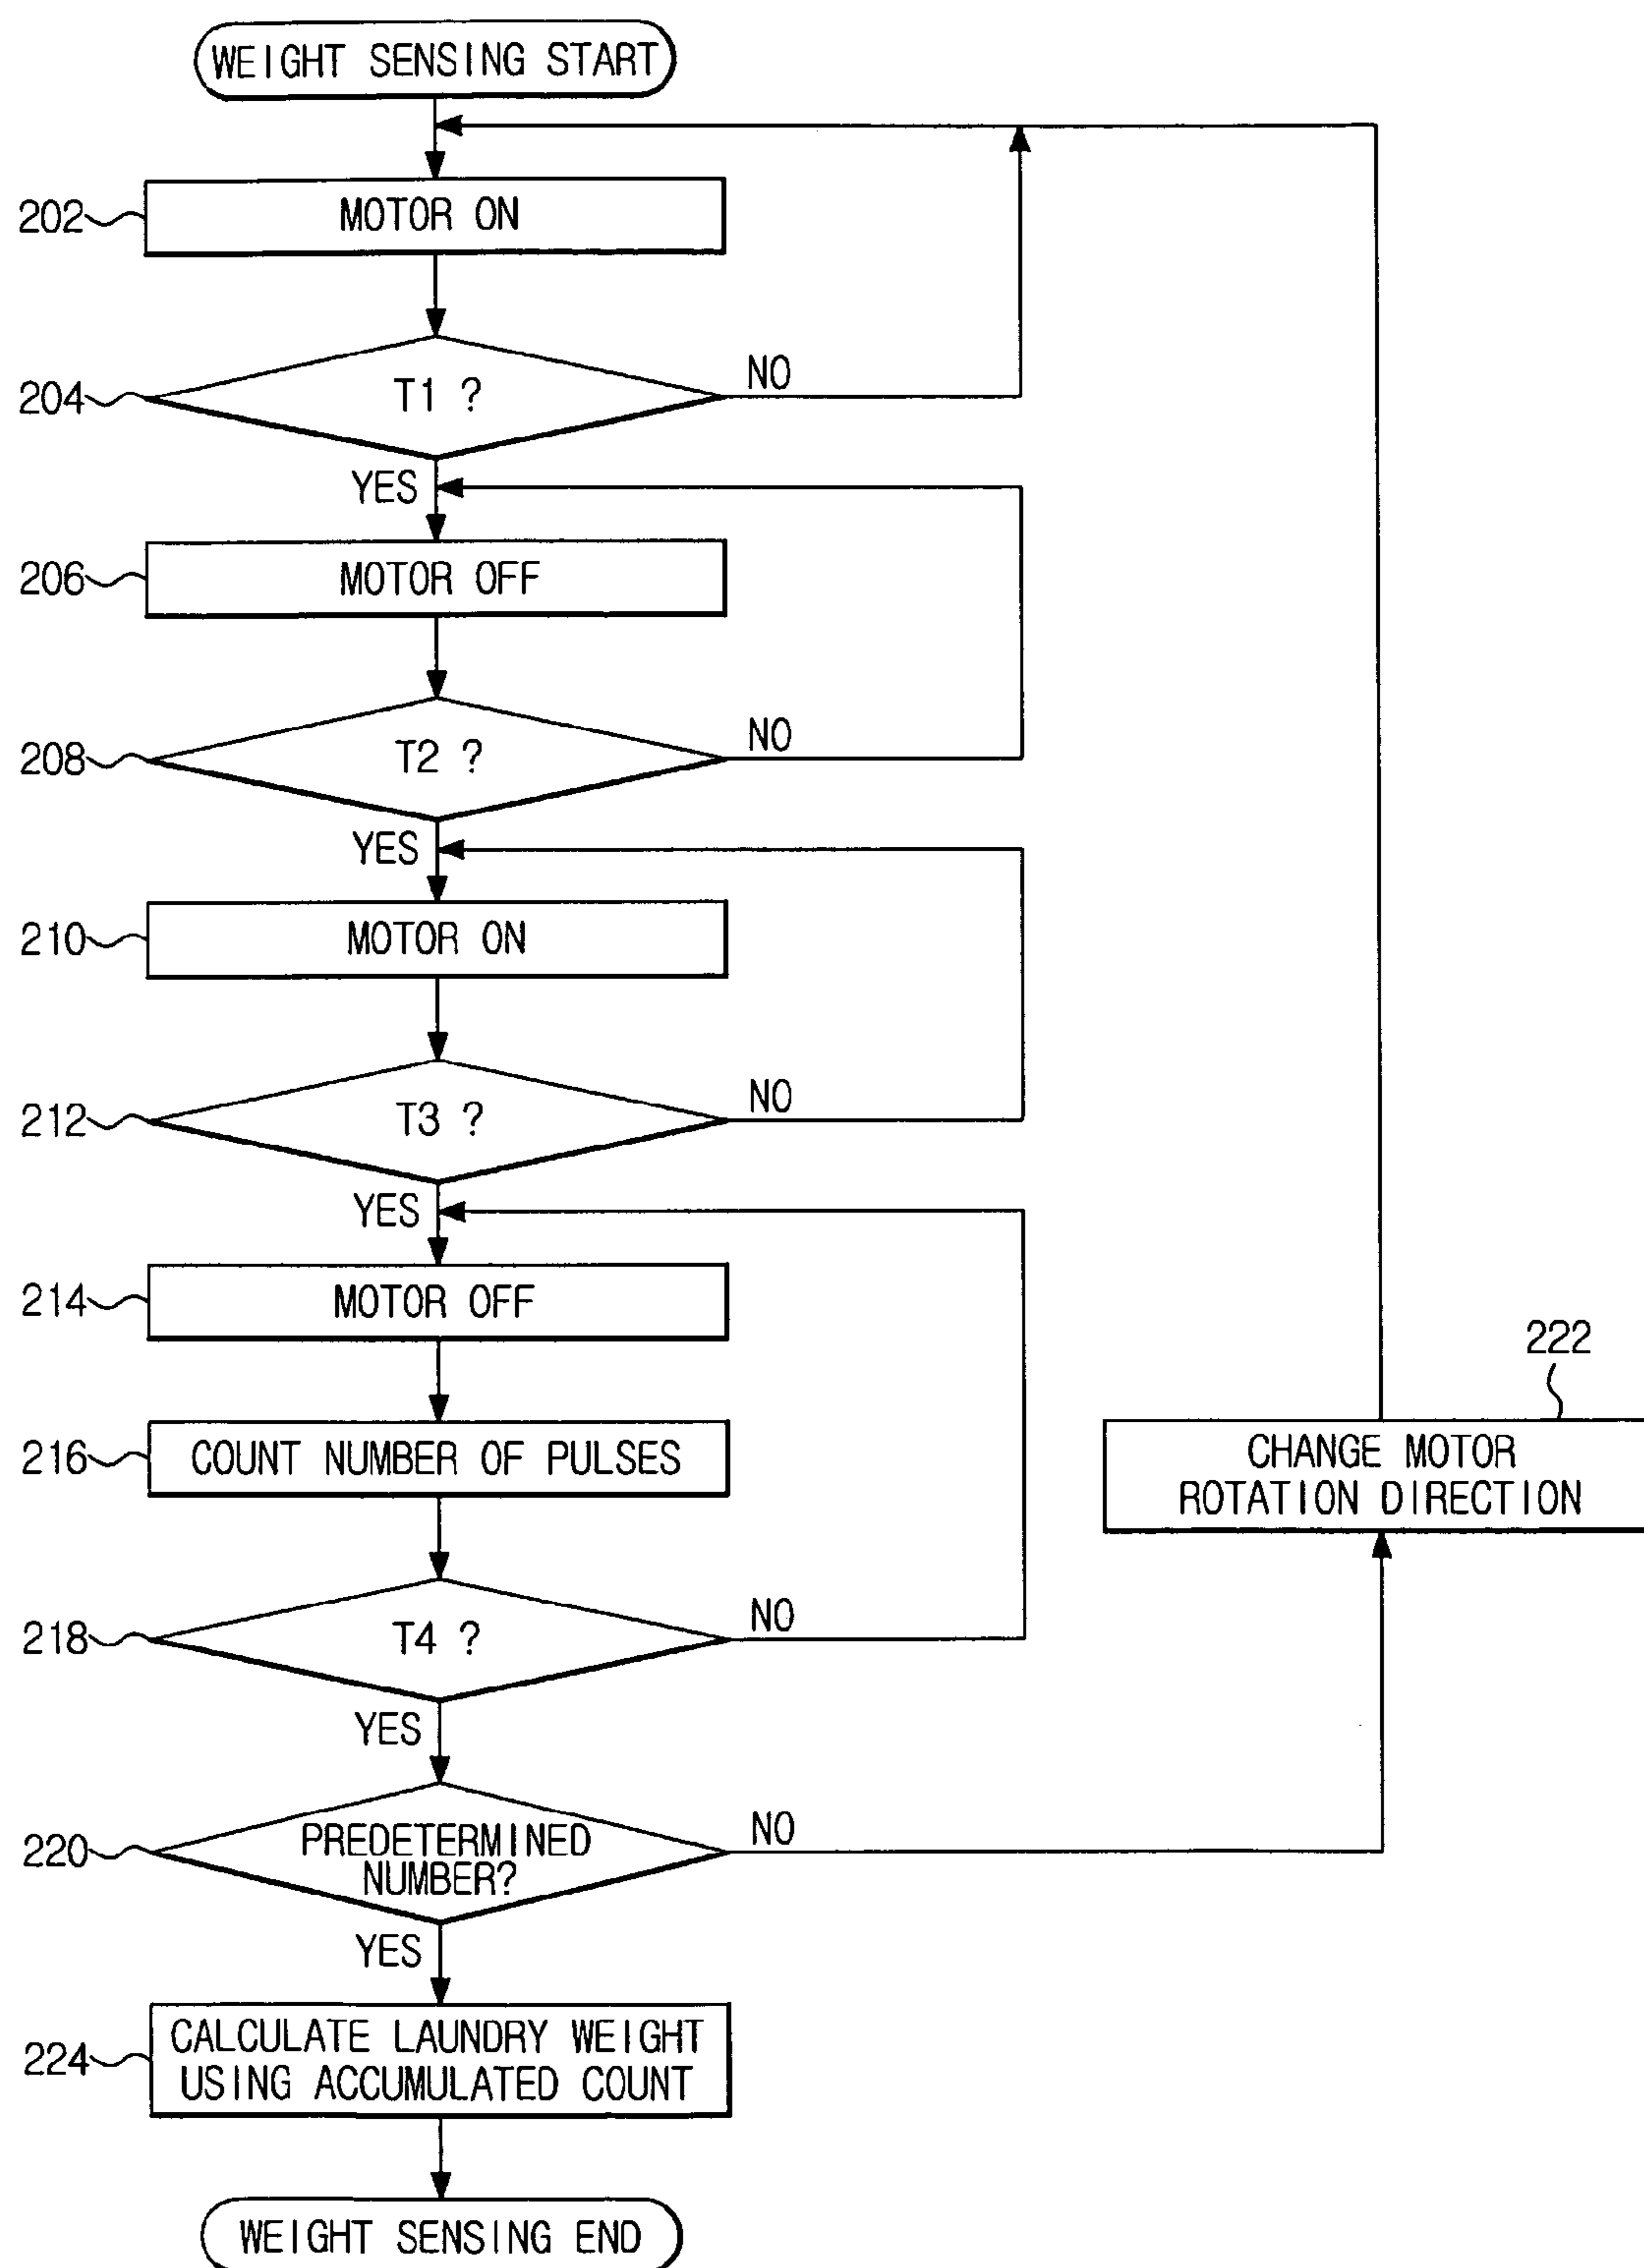 WEIGHT SENSING START
202
MOTOR ON
204
T1 ?
NO
YES
206
MOTOR OFF
208
T2 ?
NO
YES
210
MOTOR ON
212
T3 ?
NO
YES
214
MOTOR OFF
222
216
COUNT NUMBER OF PULSES
CHANGE MOTOR
ROTATION DIRECTION
218
T4 ?
NO
YES
220
PREDETERMINED
NUMBER?
NO
YES
224
CALCULATE LAUNDRY WEIGHT
USING ACCUMULATED COUNT
WEIGHT SENSING END